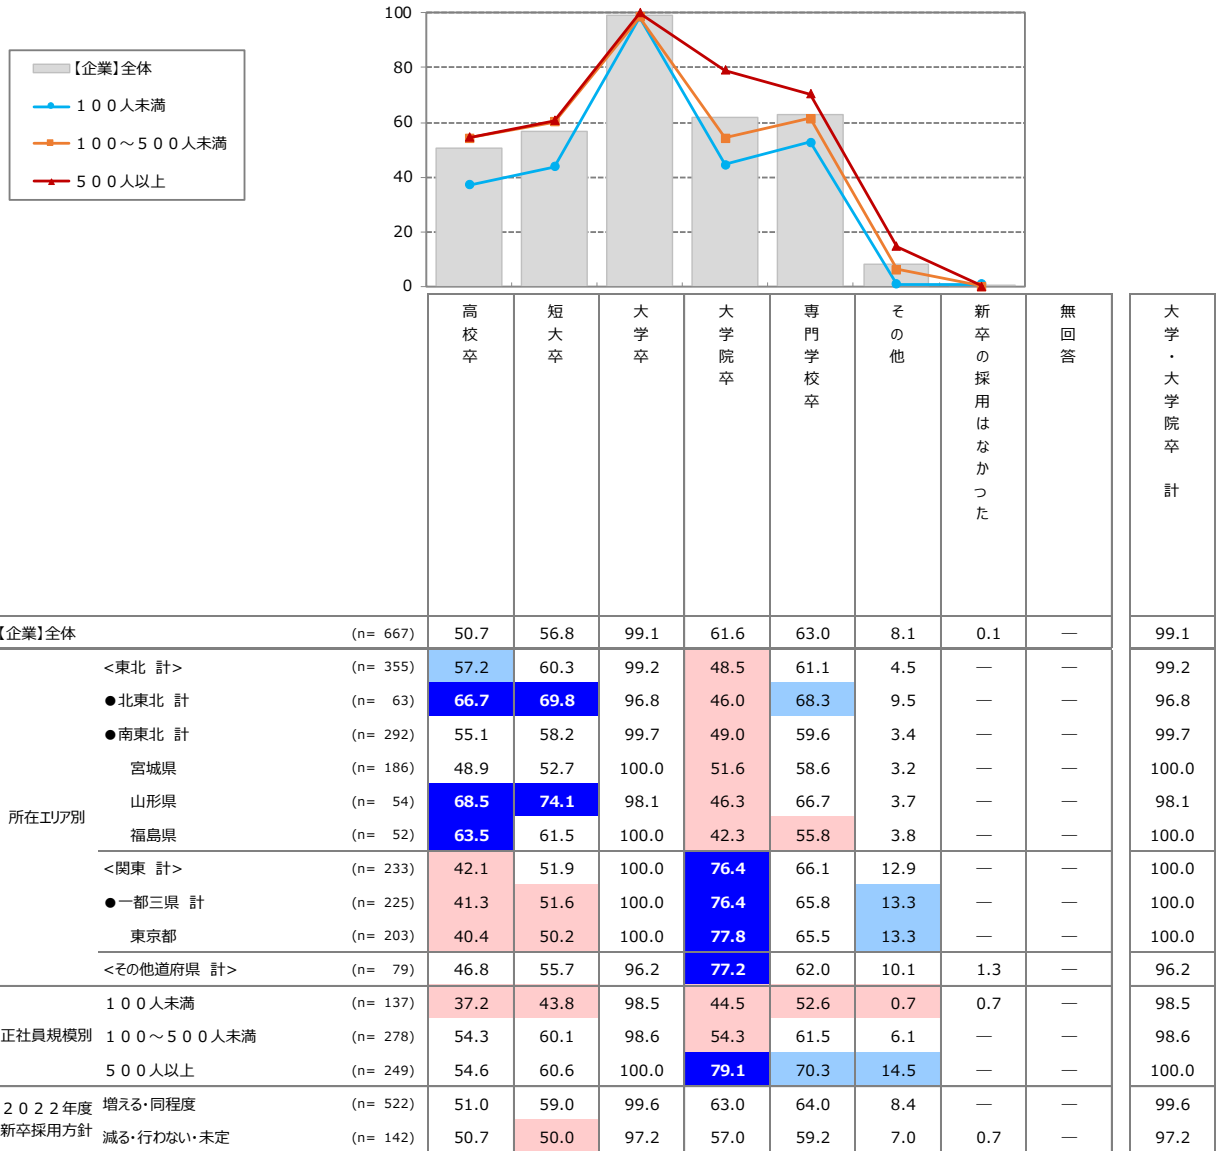 100
80
60
40
20
0
【企業】全体
１００人未満
１００～５００人未満
５００人以上
高校卒
短大卒
大学卒
大学院卒
専門学校卒
その他
新卒の採用はなかった
無回答
大学・大学院卒　計
【企業】全体 (n= 667) 50.7 56.8 99.1 61.6 63.0 8.1 0.1 — 99.1
所在エリア別
<東北 計> (n= 355) 57.2 60.3 99.2 48.5 61.1 4.5 — — 99.2
●北東北 計 (n= 63) 66.7 69.8 96.8 46.0 68.3 9.5 — — 96.8
●南東北 計 (n= 292) 55.1 58.2 99.7 49.0 59.6 3.4 — — 99.7
宮城県 (n= 186) 48.9 52.7 100.0 51.6 58.6 3.2 — — 100.0
山形県 (n= 54) 68.5 74.1 98.1 46.3 66.7 3.7 — — 98.1
福島県 (n= 52) 63.5 61.5 100.0 42.3 55.8 3.8 — — 100.0
<関東 計> (n= 233) 42.1 51.9 100.0 76.4 66.1 12.9 — — 100.0
●一都三県 計 (n= 225) 41.3 51.6 100.0 76.4 65.8 13.3 — — 100.0
東京都 (n= 203) 40.4 50.2 100.0 77.8 65.5 13.3 — — 100.0
<その他道府県 計> (n= 79) 46.8 55.7 96.2 77.2 62.0 10.1 1.3 — 96.2
正社員規模別
１００人未満 (n= 137) 37.2 43.8 98.5 44.5 52.6 0.7 0.7 — 98.5
１００～５００人未満 (n= 278) 54.3 60.1 98.6 54.3 61.5 6.1 — — 98.6
５００人以上 (n= 249) 54.6 60.6 100.0 79.1 70.3 14.5 — — 100.0
２０２２年度
新卒採用方針
増える・同程度 (n= 522) 51.0 59.0 99.6 63.0 64.0 8.4 — — 99.6
減る・行わない・未定 (n= 142) 50.7 50.0 97.2 57.0 59.2 7.0 0.7 — 97.2